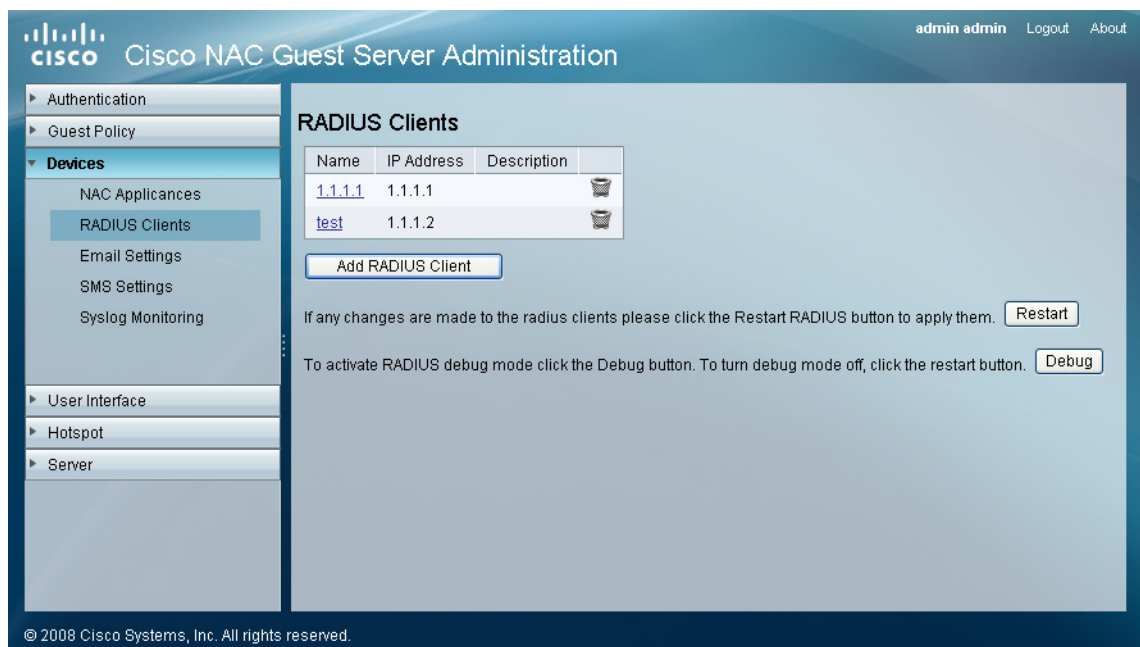 admin admin Logout About
CISCO Cisco NAC Guest Server Administration
Authentication
Guest Policy
Devices
NAC Applicances
RADIUS Clients
Email Settings
SMS Settings
Syslog Monitoring
User Interface
Hotspot
Server
RADIUS Clients
Name IP Address Description
1.1.1.1 1.1.1.1
test 1.1.1.2
Add RADIUS Client
If any changes are made to the radius clients please click the Restart RADIUS button to apply them. Restart
To activate RADIUS debug mode click the Debug button. To turn debug mode off, click the restart button. Debug
© 2008 Cisco Systems, Inc. All rights reserved.